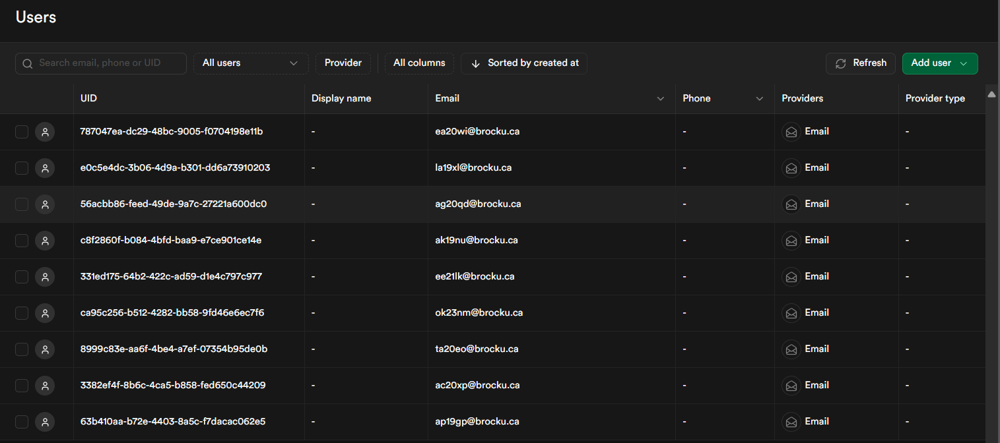 Users
Search email, phone or UID All users Provider All columns Sorted by created at Refresh Add user
UID Display name Email Phone Providers Provider type
787047ea-dc29-48bc-9005-f0704198e11b - ea20wi@brocku.ca - Email -
e0c5e4dc-3b06-4d9a-b301-dd6a73910203 - la19xl@brocku.ca - Email -
56acbb86-feed-49de-9a7c-27221a600dc0 - ag20qd@brocku.ca - Email -
c8f2860f-b084-4bfd-baa9-e7ce901ce14e - ak19nu@brocku.ca - Email -
331ed175-64b2-422c-ad59-d1e4c797c977 - ee21lk@brocku.ca - Email -
ca95c256-b512-4282-bb58-9fd46e6ec7f6 - ok23nm@brocku.ca - Email -
8999c83e-aa6f-4be4-a7ef-07354b95de0b - ta20eo@brocku.ca - Email -
3382ef4f-8b6c-4ca5-b858-fed650c44209 - ac20xp@brocku.ca - Email -
63b410aa-b72e-4403-8a5c-f7dacac062e5 - ap19gp@brocku.ca - Email -